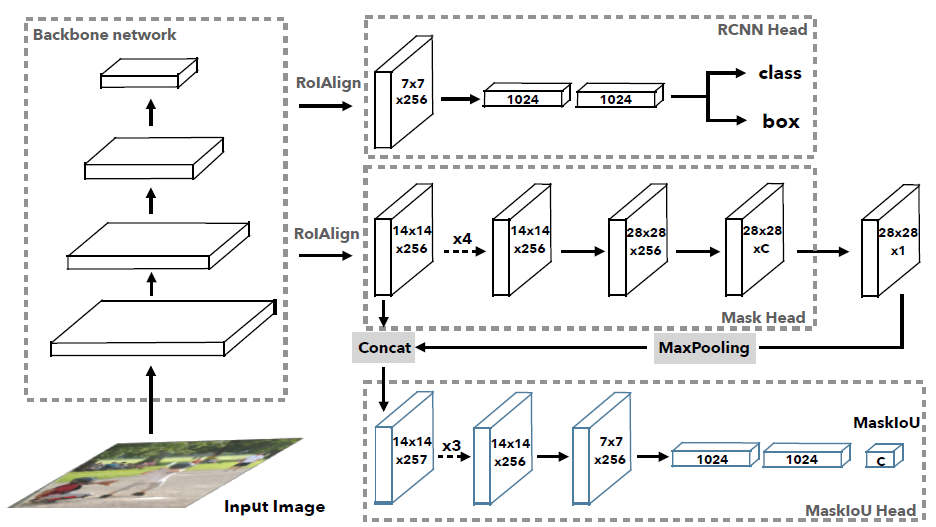 Backbone network
RCNN Head
RoIAlign
7x7
x256
1024
1024
class
box
RoIAlign
14x14
x256
x4
14x14
x256
28x28
x256
28x28
xC
28x28
x1
Mask Head
Concat
MaxPooling
14x14
x257
x3
14x14
x256
7x7
x256
1024
1024
MaskIoU
C
MaskIoU Head
Input Image